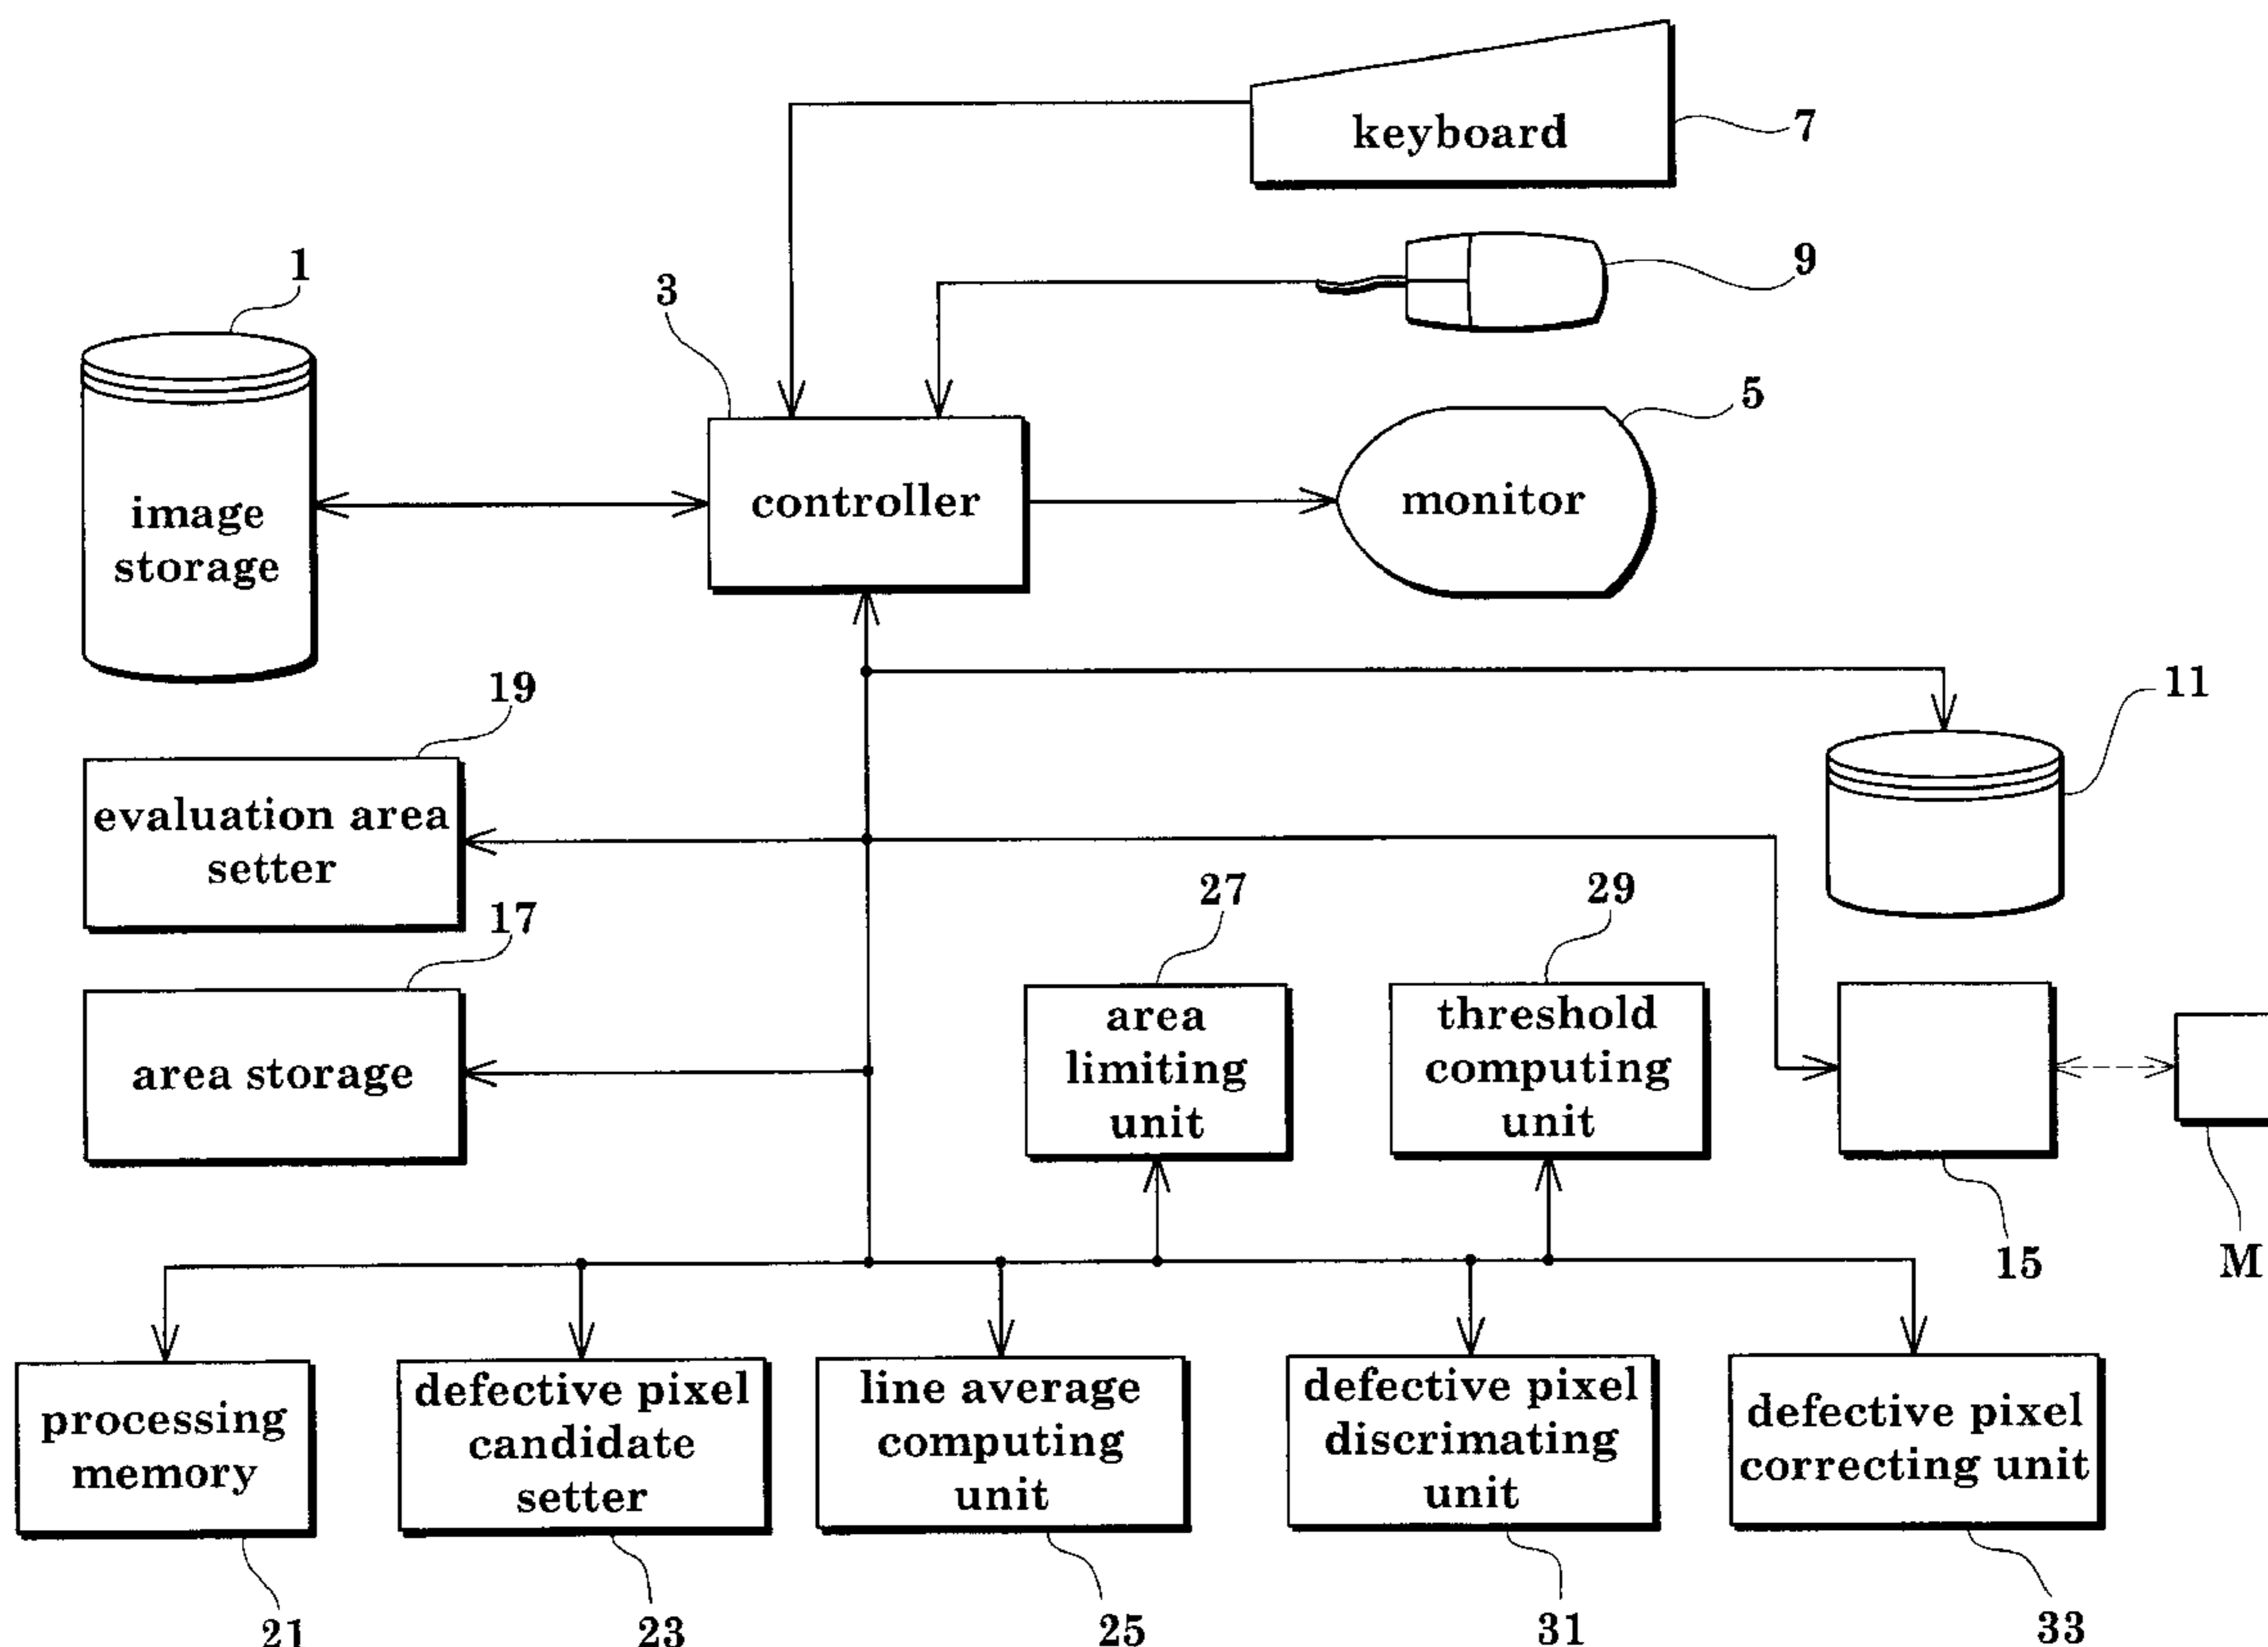 keyboard
7
9
1
3
5
image
storage
controller
monitor
19
11
evaluation area
setter
27
29
17
area
limiting
unit
threshold
computing
unit
area storage
15
M
processing
memory
defective pixel
candidate
setter
line average
computing
unit
defective pixel
discrimating
unit
defective pixel
correcting unit
21
23
25
31
33